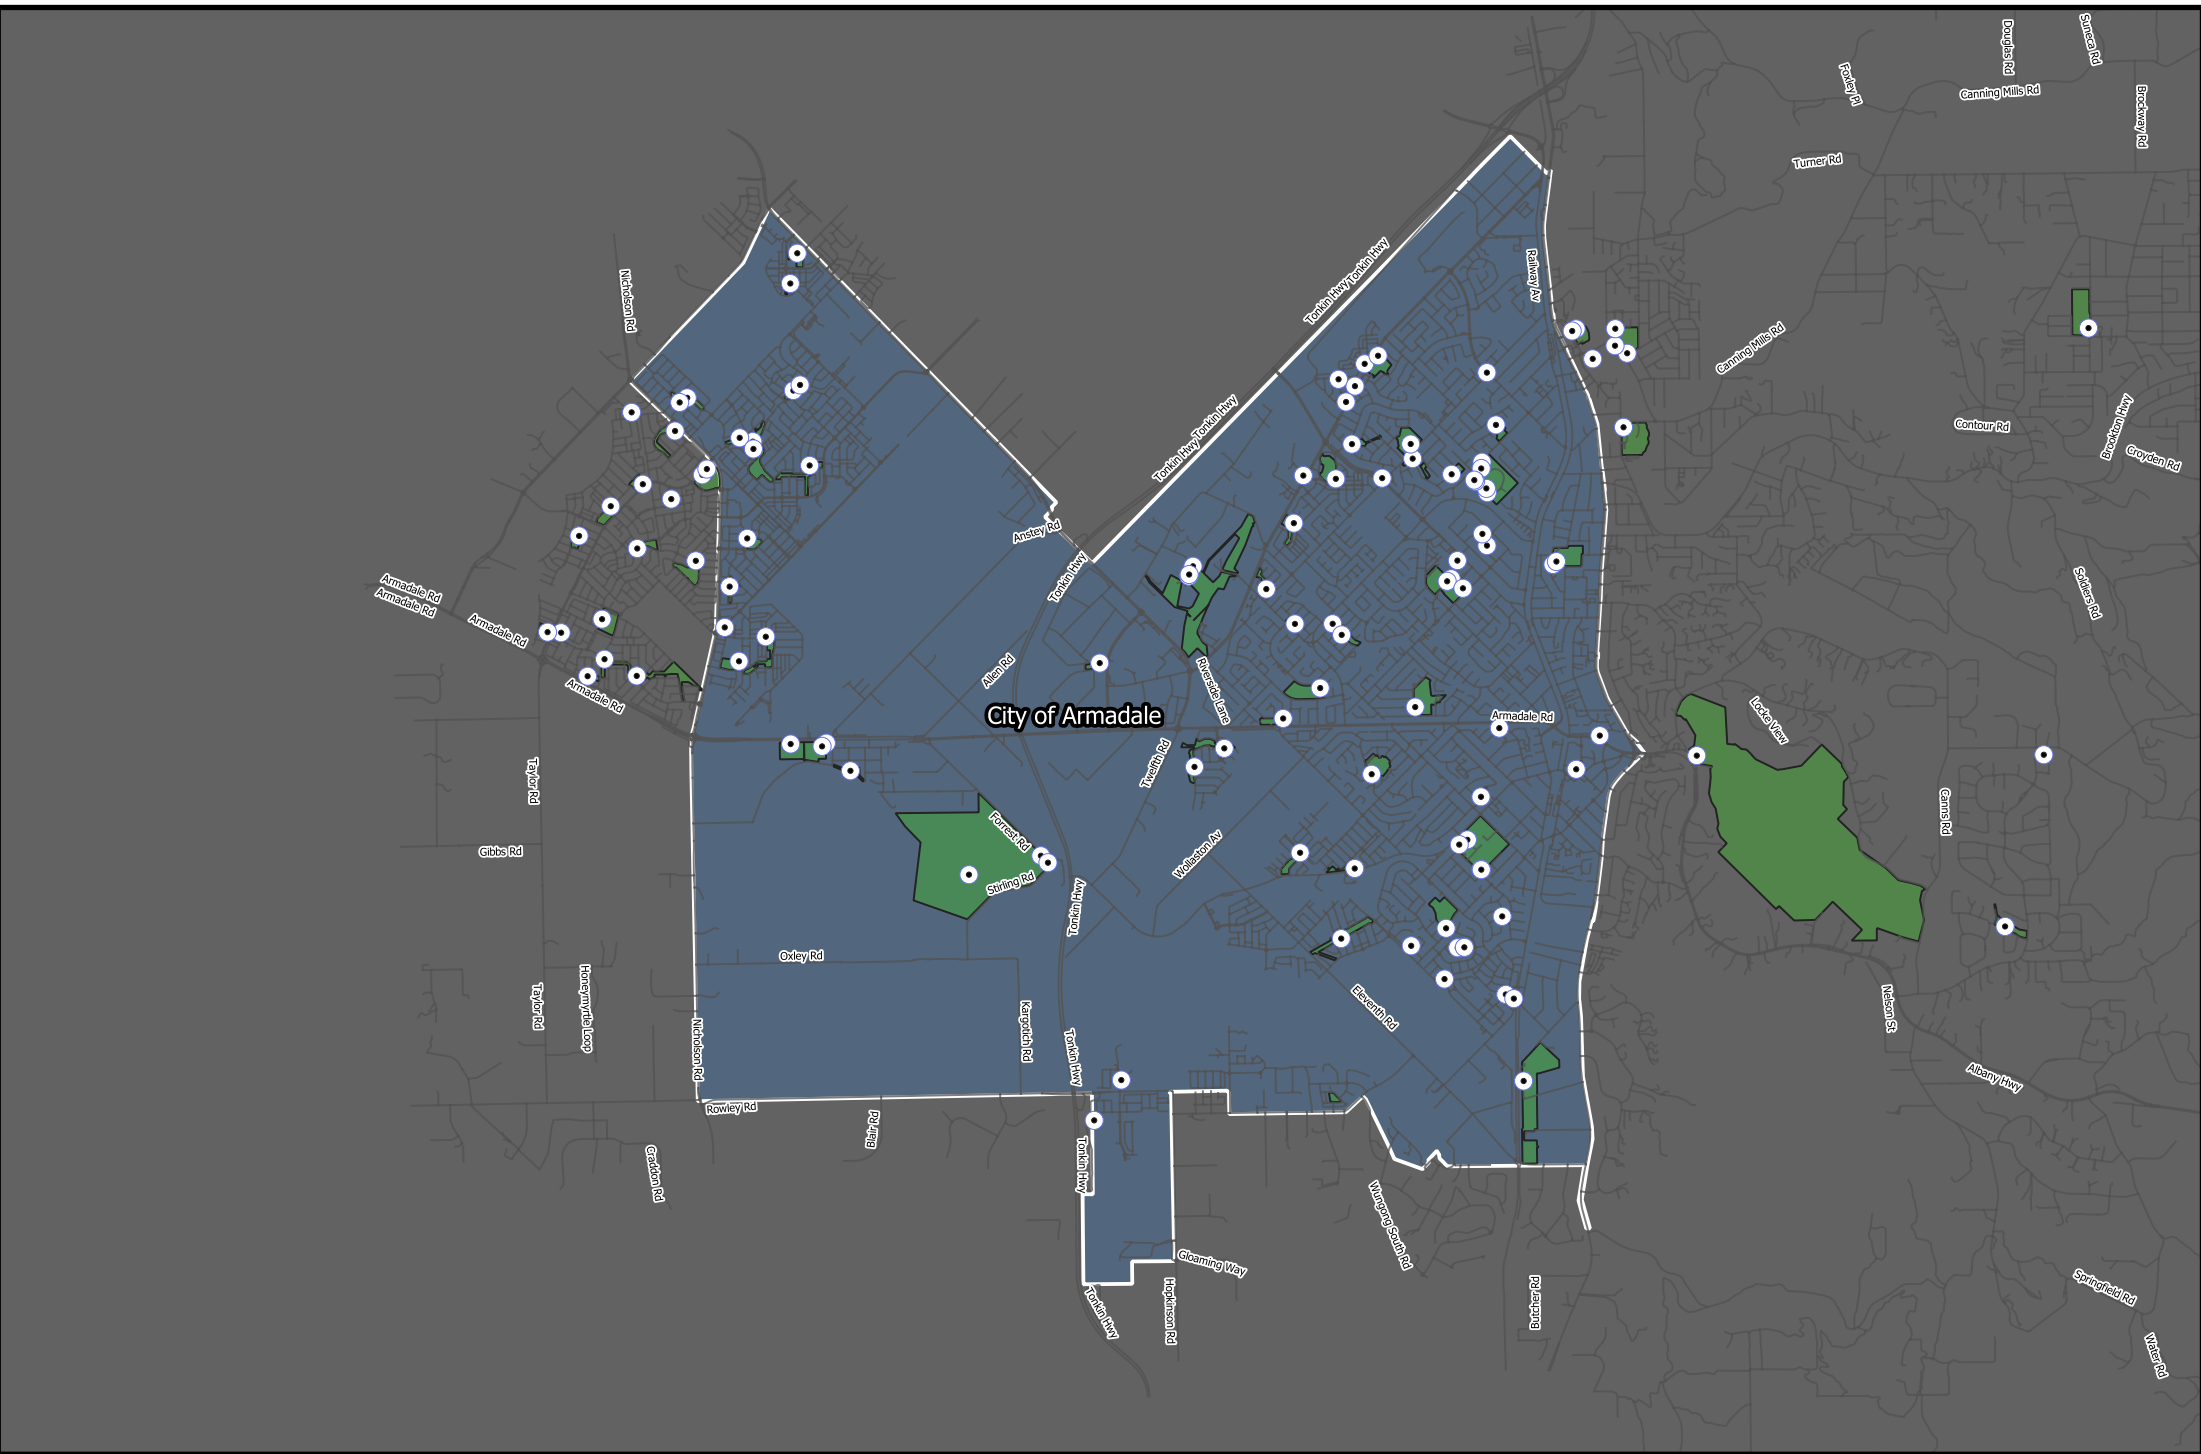 Suneca Rd
Douglas Rd
Foxley Pl
Canning Mills Rd
Brockway Rd
Turner Rd
Tonkin Hwy
Tonkin Hwy
Railway Av
Nicholson Rd
Canning Mills Rd
Tonkin Hwy
Tonkin Hwy
Contour Rd
Brookton Hwy
Croyden Rd
Anstey Rd
Tonkin Hwy
Armadale Rd
Armadale Rd
Soldiers Rd
Armadale Rd
Allen Rd
Riverside Lane
Armadale Rd
City of Armadale
Armadale Rd
Locke View
Twelfth Rd
Taylor Rd
Canns Rd
Forrest Rd
Gibbs Rd
Wollaston Av
Stirling Rd
Tonkin Hwy
Oxley Rd
Honeymyrtle Loop
Taylor Rd
Eleventh Rd
Nelson St
Kargotich Rd
Nicholson Rd
Tonkin Hwy
Albany Hwy
Rowley Rd
Blair Rd
Craddon Rd
Tonkin Hwy
Wungong South Rd
Gloaming Way
Springfield Rd
Tonkin Hwy
Hopkinson Rd
Butcher Rd
Water Rd